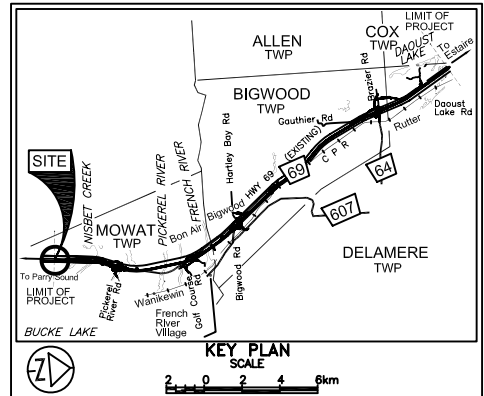 COX
TWP
LIMIT OF
PROJECT
DAOUST
LAKE
To
Estaire
ALLEN
TWP
BIGWOOD
TWP
Brazier Rd
Gauthier Rd
Daoust
Lake Rd
Rutter
Hartley Bay Rd
(EXISTING)
CPR
69
HWY 69
64
607
SITE
NISBET CREEK
MOWAT
TWP
PICKEREL RIVER
FRENCH RIVER
Bon Air
Bigwood
DELAMERE
TWP
To Parry Sound
LIMIT OF
PROJECT
Pickerel
River Rd
Wanikewin
French
River
Village
Golf Course
Rd
Bigwood Rd
BUCKE LAKE
Z
KEY PLAN
SCALE
2 0 2 4 6km